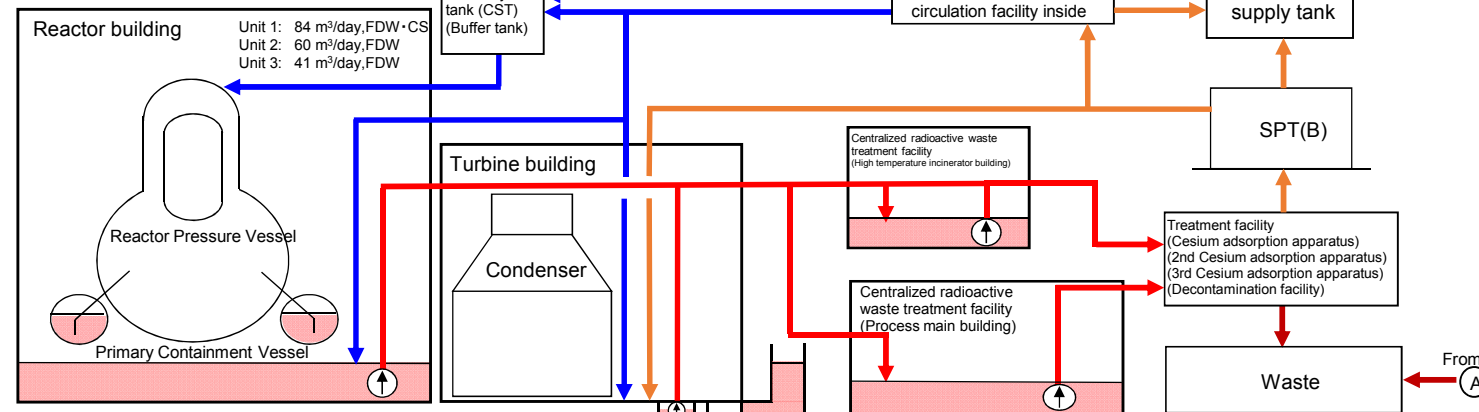 Reactor building
Unit 1: 84 m³/day,FDW・CS
Unit 2: 60 m³/day,FDW
Unit 3: 41 m³/day,FDW
tank (CST)
(Buffer tank)
circulation facility inside
supply tank
SPT(B)
Turbine building
Centralized radioactive waste
treatment facility
(High temperature incinerator building)
Reactor Pressure Vessel
Condenser
Treatment facility
(Cesium adsorption apparatus)
(2nd Cesium adsorption apparatus)
(3rd Cesium adsorption apparatus)
(Decontamination facility)
Centralized radioactive
waste treatment facility
(Process main building)
Primary Containment Vessel
Waste
From
A